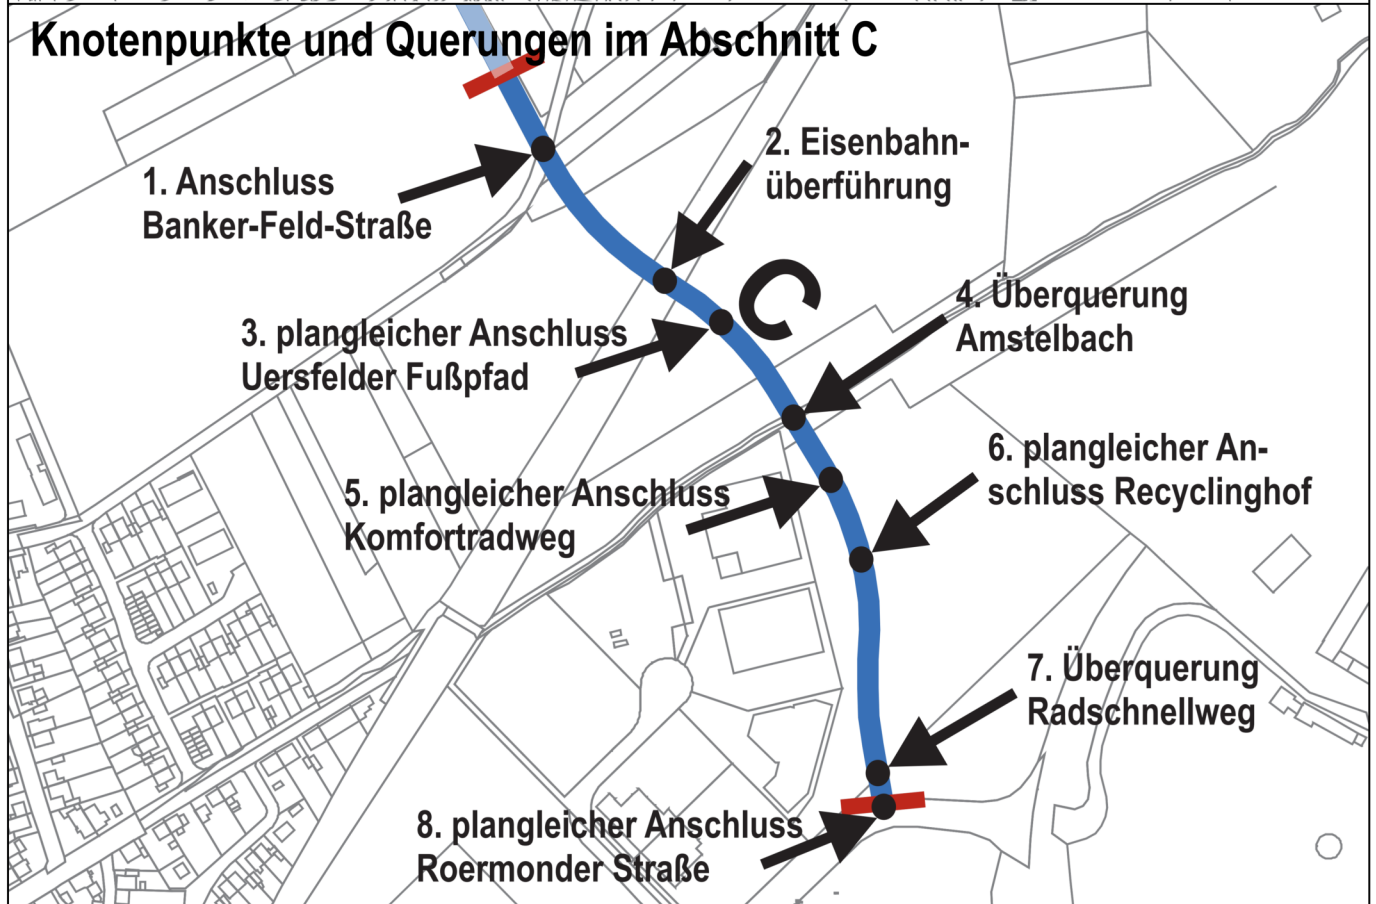 Knotenpunkte und Querungen im Abschnitt C
1. Anschluss
Banker-Feld-Straße
2. Eisenbahn-
überführung
C
3. plangleicher Anschluss
Uersfelder Fußpfad
4. Überquerung
Amstelbach
5. plangleicher Anschluss
Komfortradweg
6. plangleicher An-
schluss Recyclinghof
7. Überquerung
Radschnellweg
8. plangleicher Anschluss
Roermonder Straße